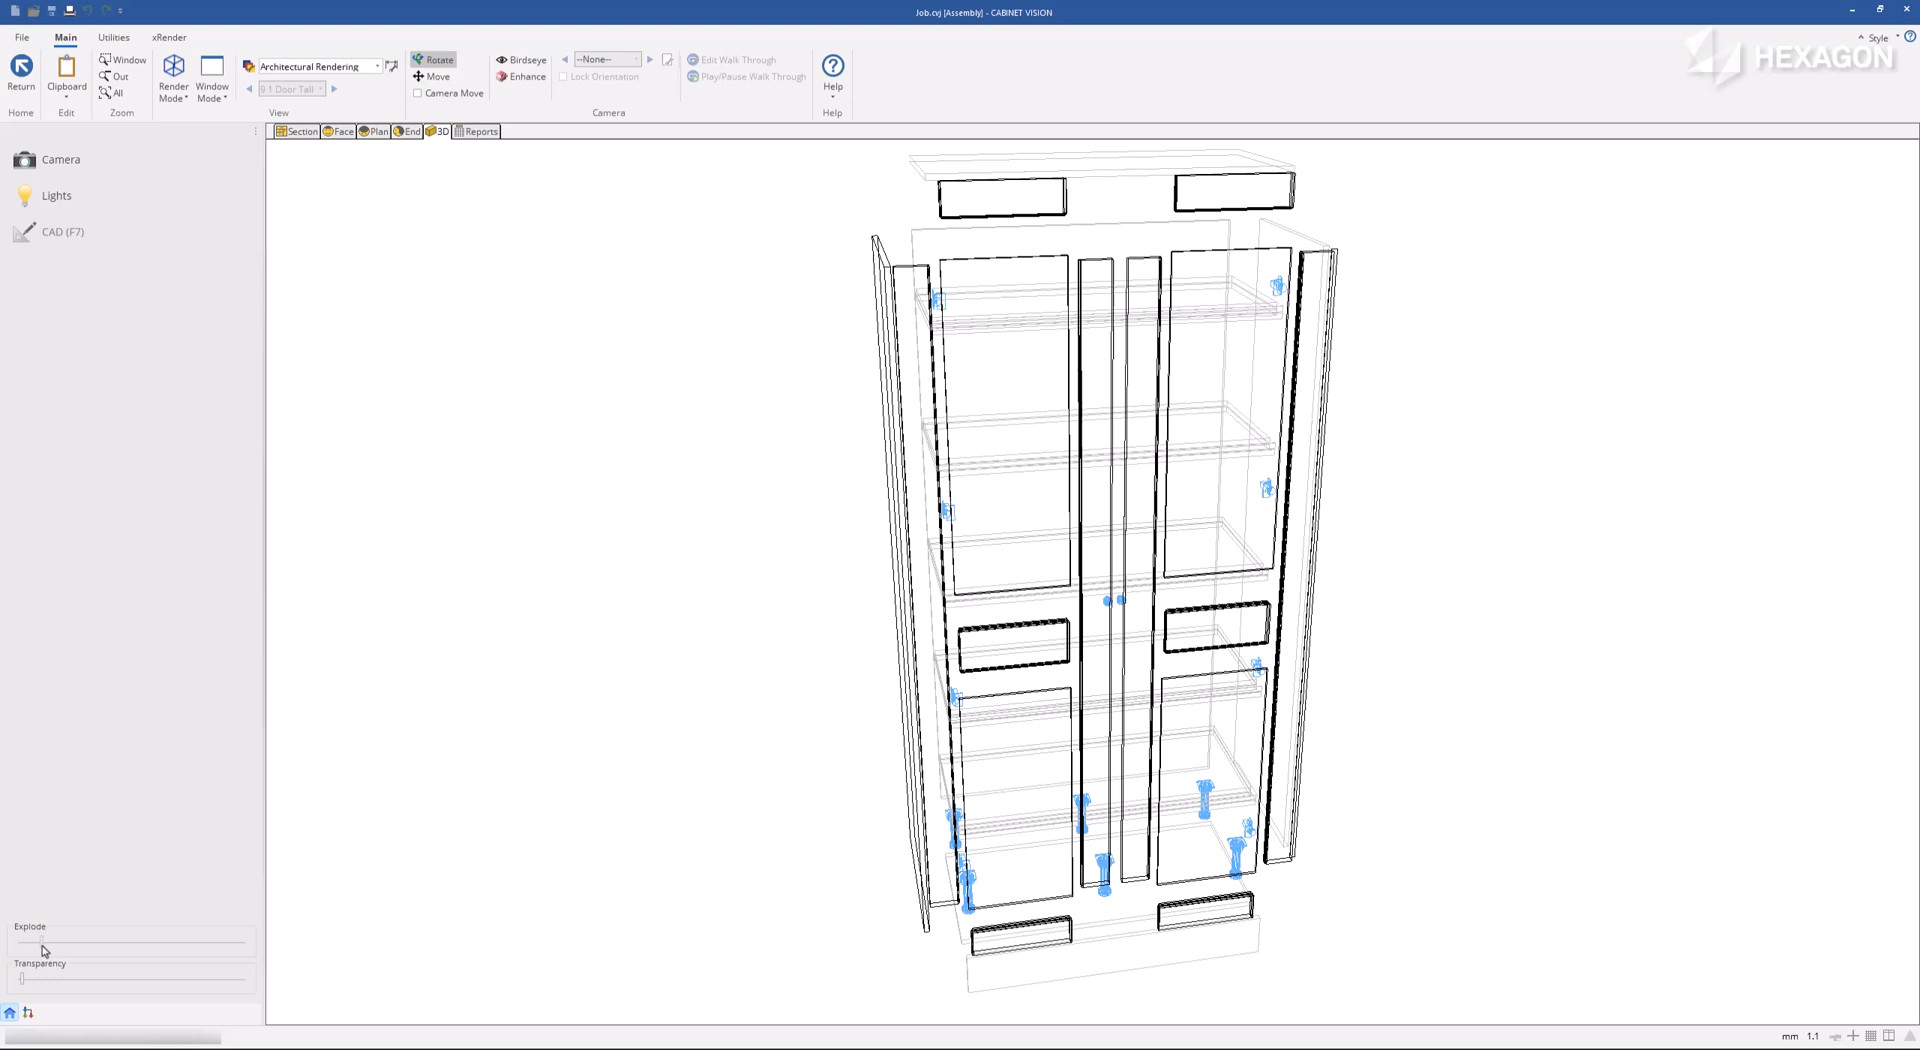 Job.cvj [Assembly] - CABINET VISION
File Main Utilities xRender Style
Return
Home
Clipboard
Edit
Window
Out
All
Zoom
Render Mode
Window Mode
Architectural Rendering
9 1 Door Tall
View
Rotate
Move
Camera Move
Birdseye
Enhance
--None--
Lock Orientation
Edit Walk Through
Play/Pause Walk Through
Camera
Help
Help
HEXAGON
Section Face Plan End 3D Reports
Camera
Lights
CAD (F7)
Explode
Transparency
mm 1.1